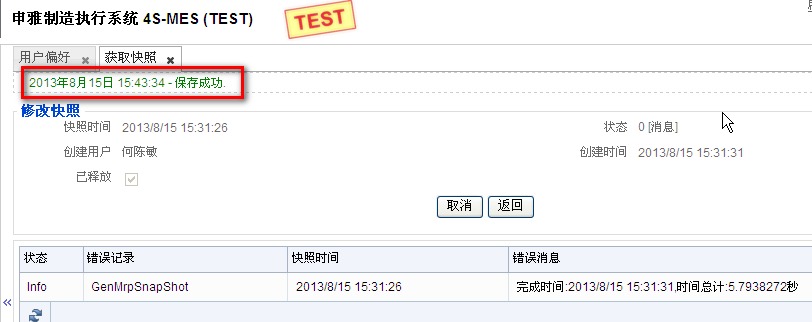 申雅制造执行系统 4S-MES (TEST) TEST
用户偏好 获取快照
2013年8月15日 15:43:34 - 保存成功.
修改快照
快照时间 2013/8/15 15:31:26 状态 0 [消息]
创建用户 何陈敏 创建时间 2013/8/15 15:31:31
已释放
取消 返回
状态 错误记录 快照时间 错误消息
Info GenMrpSnapShot 2013/8/15 15:31:26 完成时间:2013/8/15 15:31:31,时间总计:5.7938272秒